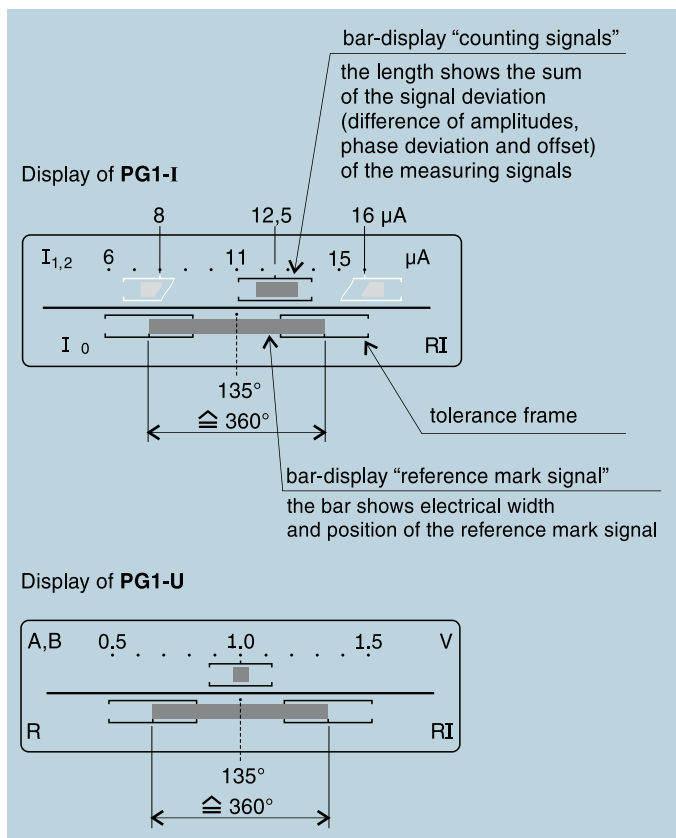 bar-display “counting signals”
the length shows the sum
of the signal deviation
(difference of amplitudes,
phase deviation and offset)
of the measuring signals
Display of PG1-I
8 12,5 16 µA
I1,2 6 11 15 µA
I 0 RI
135°
≙ 360°
tolerance frame
bar-display “reference mark signal”
the bar shows electrical width
and position of the reference mark signal
Display of PG1-U
A,B 0.5 1.0 1.5 V
R RI
135°
≙ 360°